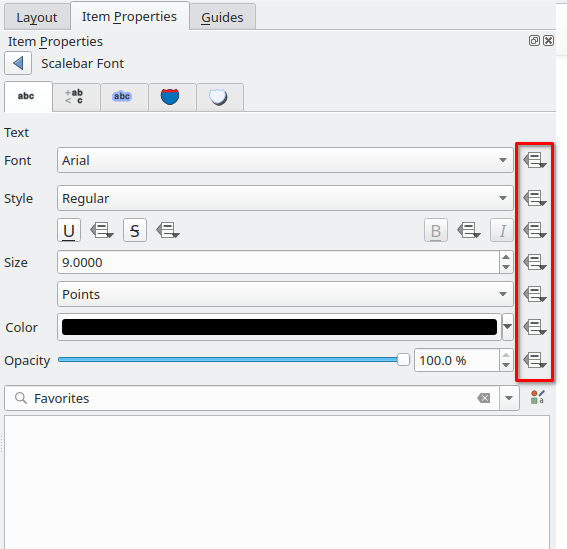 Layout Item Properties Guides
Item Properties
Scalebar Font
abc +ab < c abc
Text
Font Arial
Style Regular
U S B I
Size 9.0000
Points
Color
Opacity 100.0 %
Favorites a